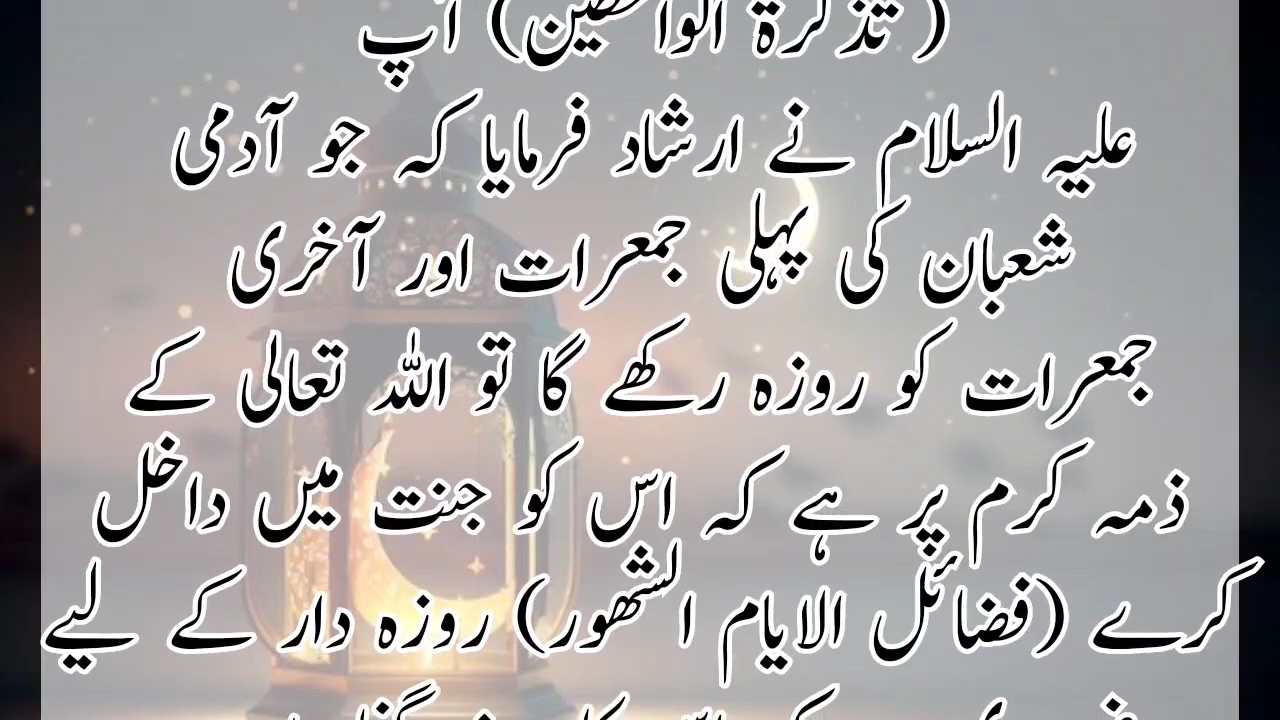 (تذکرۃ الواعظین) آپ
علیہ السلام نے ارشاد فرمایا کہ جو آدمی
شعبان کی پہلی جمعرات اور آخری
جمعرات کو روزہ رکھے گا تو اللہ تعالی کے
ذمہ کرم پر ہے کہ اس کو جنت میں داخل
کرے (فضائل الایام الشھور) روزہ دار کے لیے